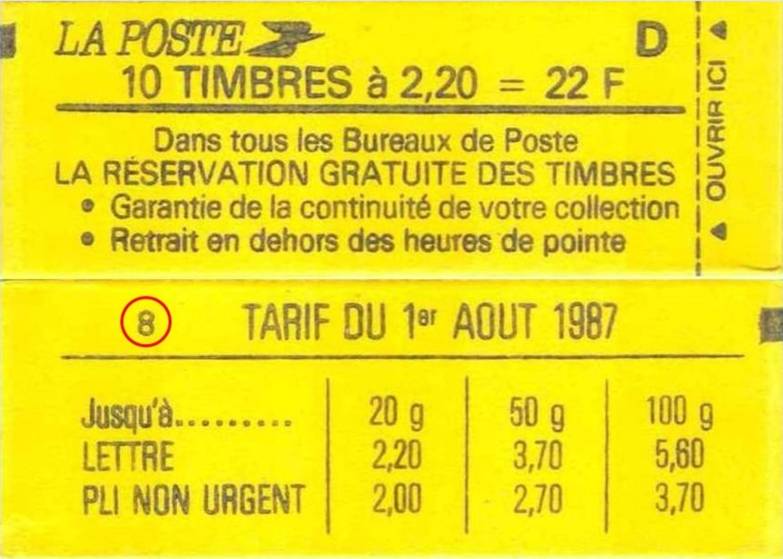 LA POSTE
D
10 TIMBRES à 2,20 = 22 F
Dans tous les Bureaux de Poste
LA RÉSERVATION GRATUITE DES TIMBRES
• Garantie de la continuité de votre collection
• Retrait en dehors des heures de pointe
OUVRIR ICI
8 TARIF DU 1er AOUT 1987
Jusqu'à.......... 20 g 50 g 100 g
LETTRE 2,20 3,70 5,60
PLI NON URGENT 2,00 2,70 3,70